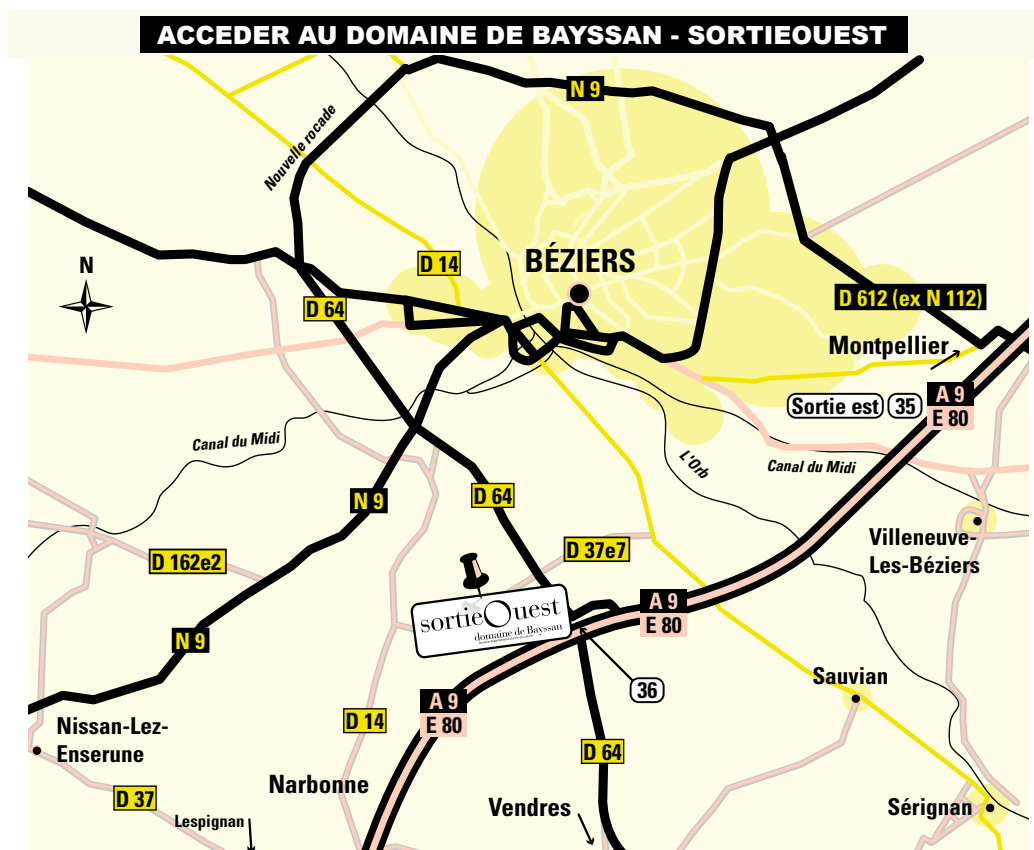 ACCEDER AU DOMAINE DE BAYSSAN - SORTIEOUEST
N 9
Nouvelle rocade
N
D 14
BÉZIERS
D 64
D 612 (ex N 112)
Montpellier
Sortie est 35
A 9
E 80
Canal du Midi
L'Orb
Canal du Midi
N 9
D 64
Villeneuve-
Les-Béziers
D 162e2
D 37e7
sortieOuest
domaine de Bayssan
A 9
E 80
N 9
36
Sauvian
A 9
E 80
D 14
Nissan-Lez-
Enserune
D 64
Narbonne
D 37
Vendres
Sérignan
Lespignan